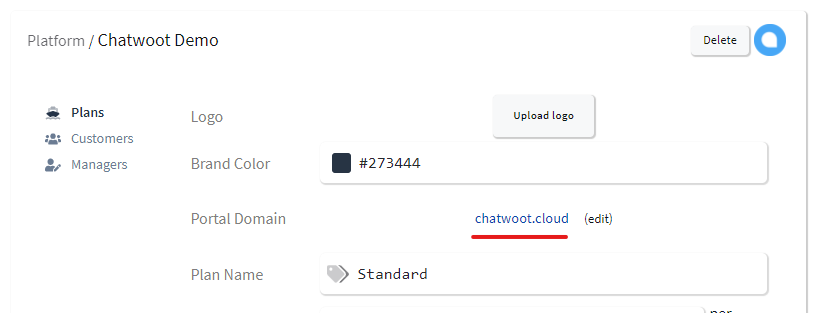 Platform / Chatwoot Demo
Delete
Plans
Customers
Managers
Logo
Upload logo
Brand Color
#273444
Portal Domain
chatwoot.cloud (edit)
Plan Name
Standard
per